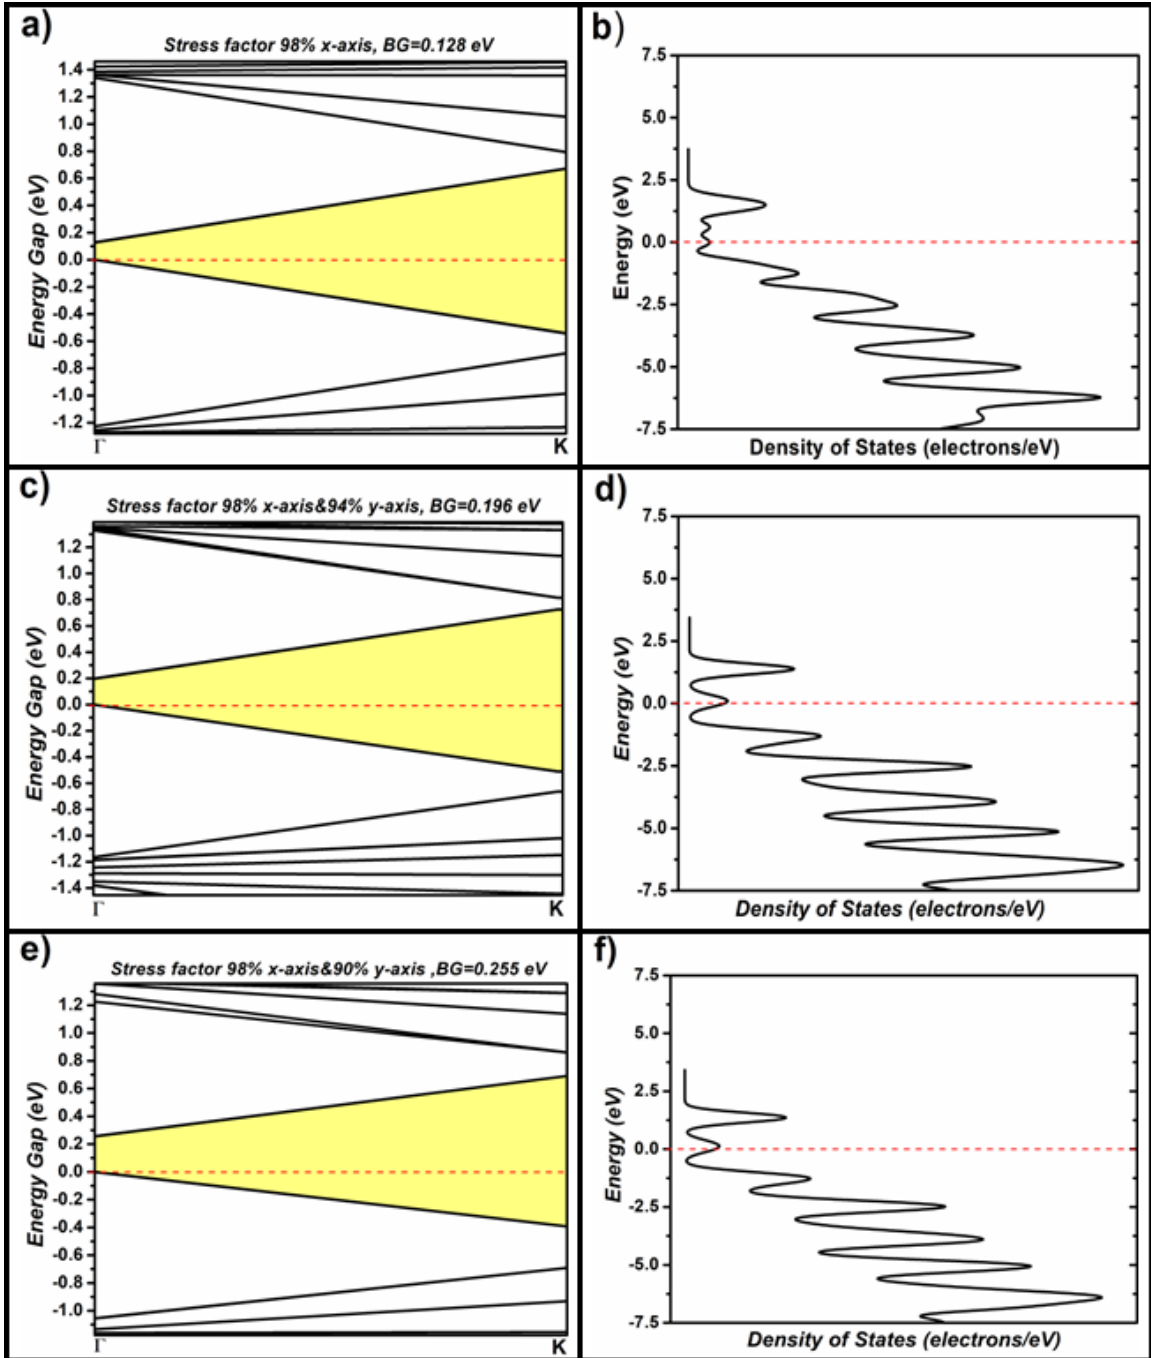 a)
Stress factor 98% x-axis, BG=0.128 eV
Energy Gap (eV)
1.4
1.2
1.0
0.8
0.6
0.4
0.2
0.0
-0.2
-0.4
-0.6
-0.8
-1.0
-1.2
Γ K
b)
Energy (eV)
7.5
5.0
2.5
0.0
-2.5
-5.0
-7.5
Density of States (electrons/eV)
c)
Stress factor 98% x-axis&94% y-axis, BG=0.196 eV
Energy Gap (eV)
1.2
1.0
0.8
0.6
0.4
0.2
0.0
-0.2
-0.4
-0.6
-0.8
-1.0
-1.2
-1.4
Γ K
d)
Energy (eV)
7.5
5.0
2.5
0.0
-2.5
-5.0
-7.5
Density of States (electrons/eV)
e)
Stress factor 98% x-axis&90% y-axis ,BG=0.255 eV
Energy Gap (eV)
1.2
1.0
0.8
0.6
0.4
0.2
0.0
-0.2
-0.4
-0.6
-0.8
-1.0
Γ K
f)
Energy (eV)
7.5
5.0
2.5
0.0
-2.5
-5.0
-7.5
Density of States (electrons/eV)